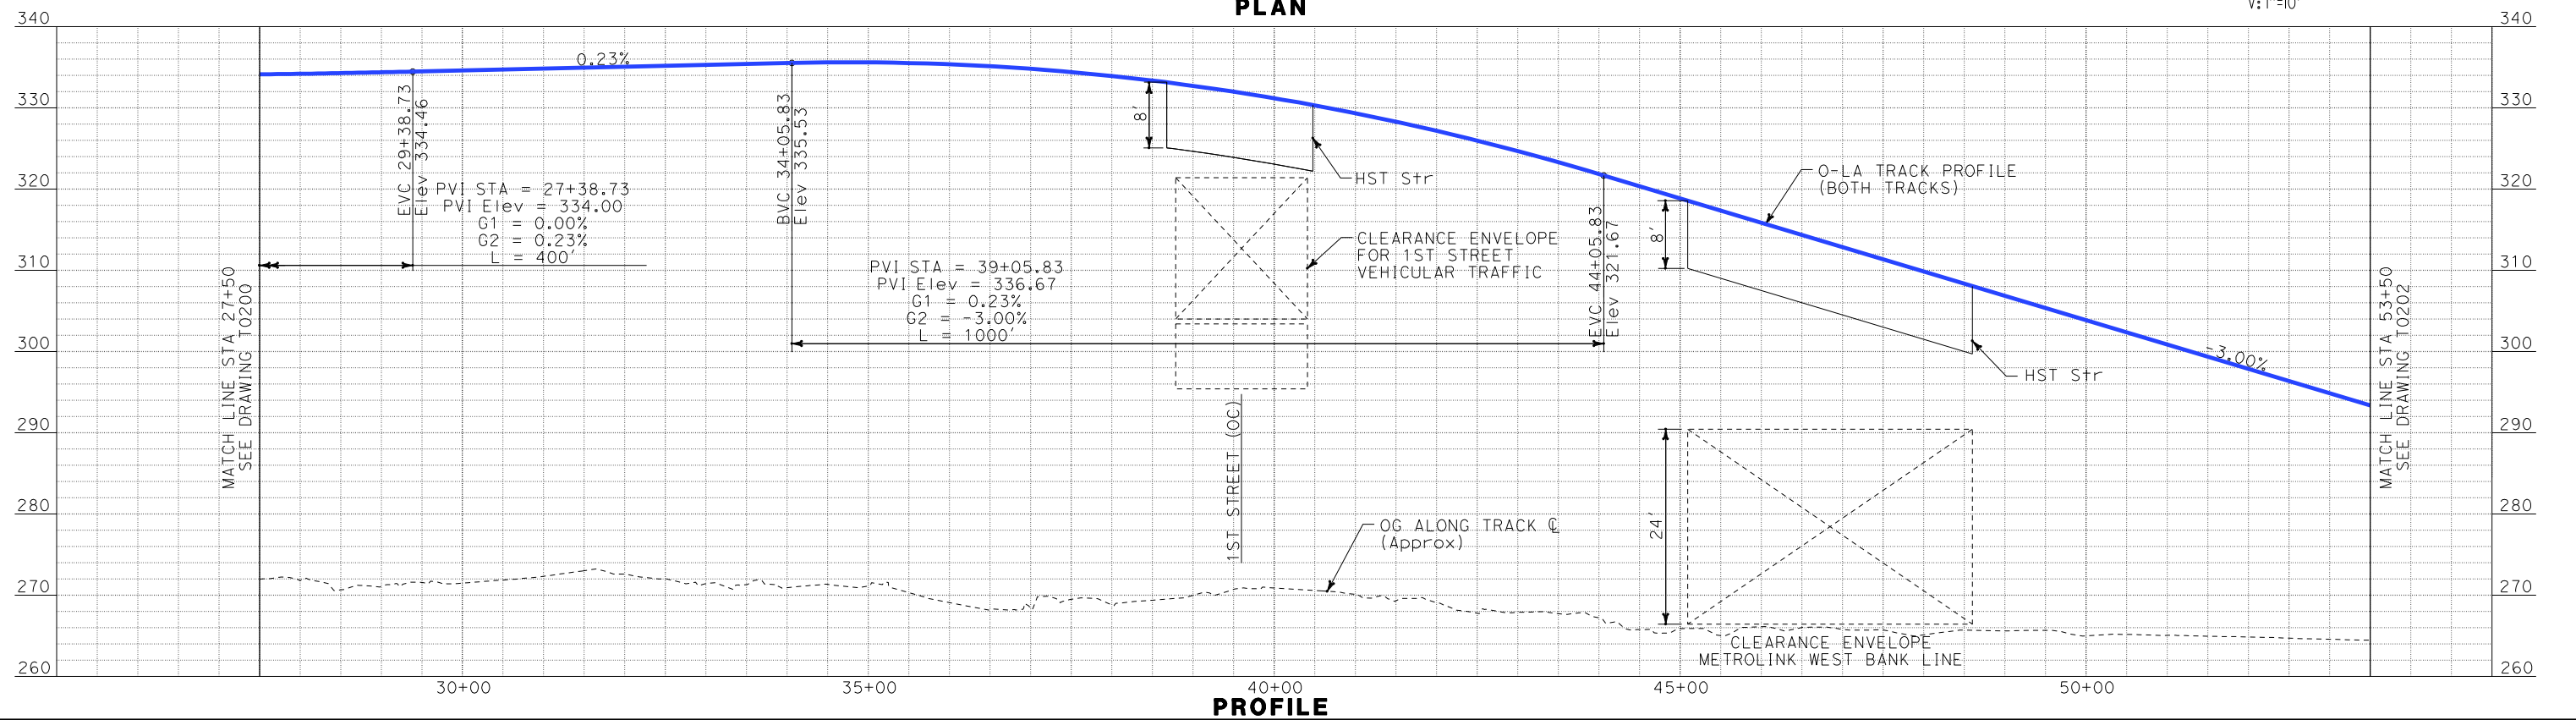 PLAN
V:1"=10'
340
340
330
330
320
320
310
310
300
300
290
290
280
280
270
270
260
260
0.23%
EVC 29+38.73
Elev 334.46
PVI STA = 27+38.73
PVI Elev = 334.00
G1 = 0.00%
G2 = 0.23%
L = 400'
BVC 34+05.83
Elev 335.53
PVI STA = 39+05.83
PVI Elev = 336.67
G1 = 0.23%
G2 = -3.00%
L = 1000'
8'
HST Str
CLEARANCE ENVELOPE
FOR 1ST STREET
VEHICULAR TRAFFIC
EVC 44+05.83
Elev 321.67
8'
O-LA TRACK PROFILE
(BOTH TRACKS)
HST Str
-3.00%
MATCH LINE STA 27+50
SEE DRAWING T0200
MATCH LINE STA 53+50
SEE DRAWING T0202
1ST STREET (OC)
OG ALONG TRACK ℄
(Approx)
24'
CLEARANCE ENVELOPE
METROLINK WEST BANK LINE
30+00
35+00
40+00
45+00
50+00
PROFILE